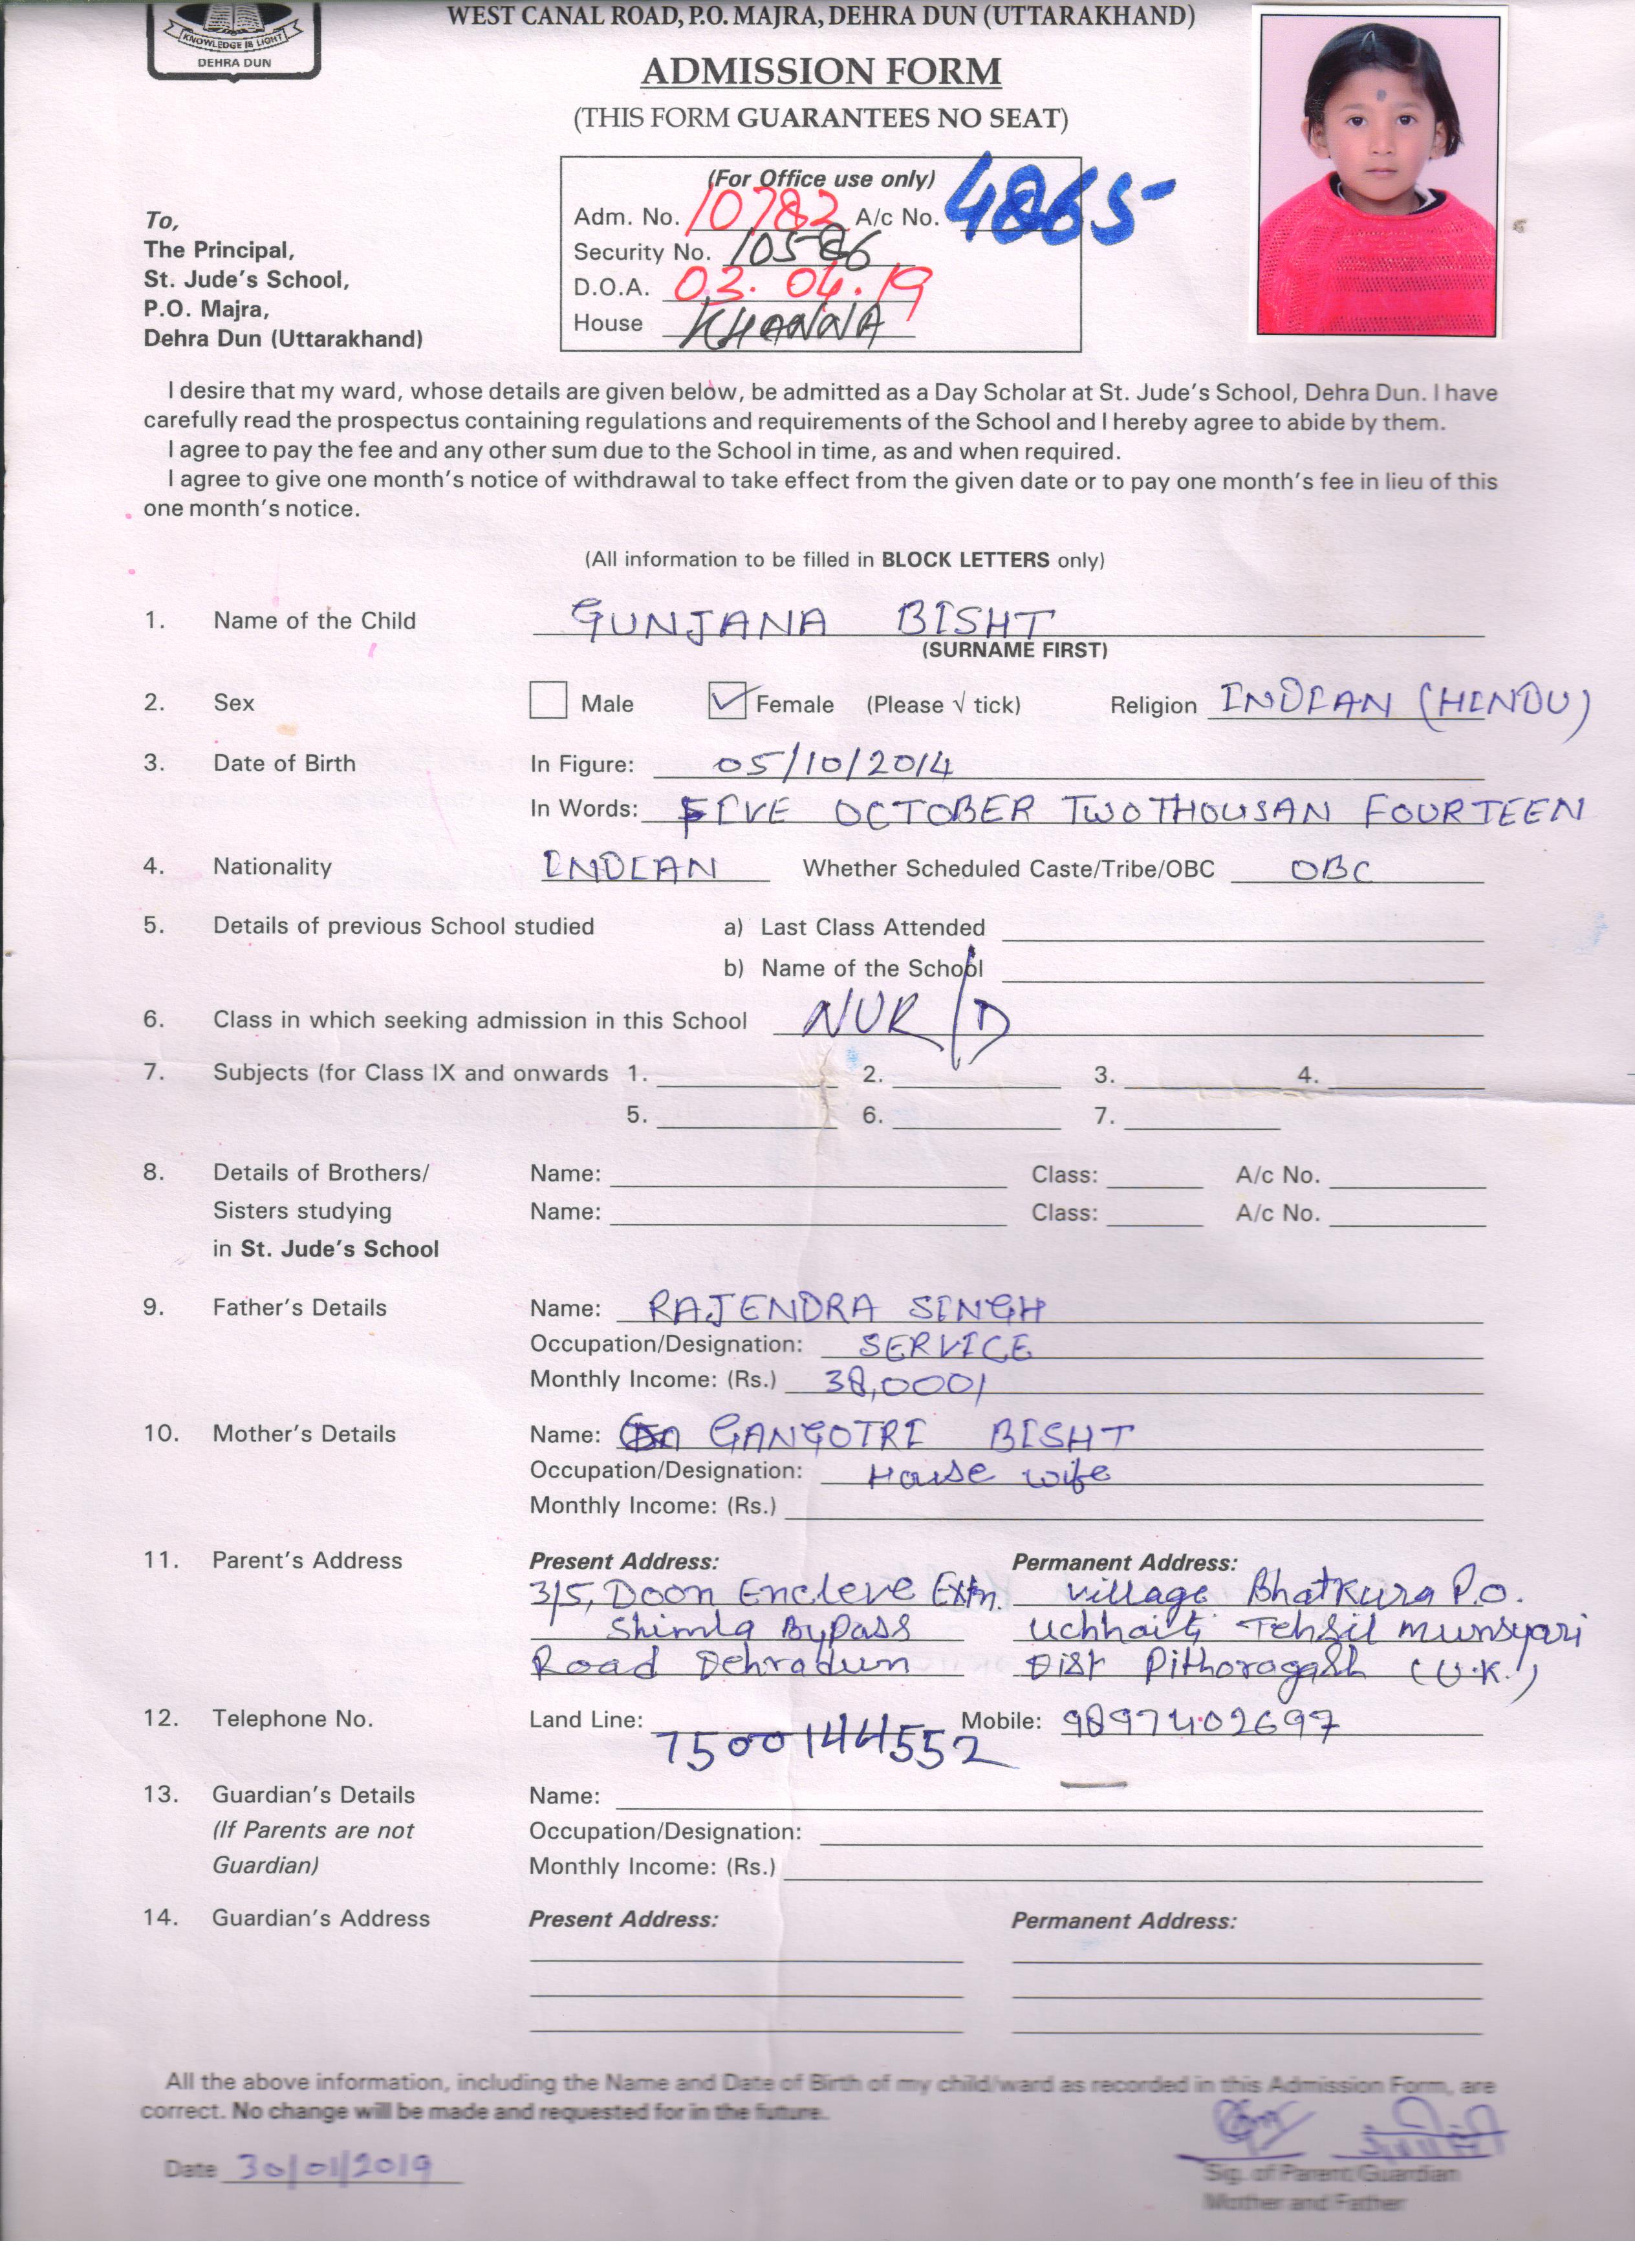 KNOWLEDGE IS LIGHT
DEHRA DUN
WEST CANAL ROAD, P.O. MAJRA, DEHRA DUN (UTTARAKHAND)
ADMISSION FORM
(THIS FORM GUARANTEES NO SEAT)
(For Office use only)
Adm. No. 10782 A/c No. 4865
Security No. 10586
D.O.A. 03.04.19
House KHANNA
To,
The Principal,
St. Jude's School,
P.O. Majra,
Dehra Dun (Uttarakhand)
I desire that my ward, whose details are given below, be admitted as a Day Scholar at St. Jude's School, Dehra Dun. I have
carefully read the prospectus containing regulations and requirements of the School and I hereby agree to abide by them.
I agree to pay the fee and any other sum due to the School in time, as and when required.
I agree to give one month's notice of withdrawal to take effect from the given date or to pay one month's fee in lieu of this
one month's notice.
(All information to be filled in BLOCK LETTERS only)
1. Name of the Child GUNJANA BISHT
(SURNAME FIRST)
2. Sex Male Female (Please √ tick) Religion INDIAN (HINDU)
3. Date of Birth In Figure: 05/10/2014
In Words: FIVE OCTOBER TWO THOUSAN FOURTEEN
4. Nationality INDIAN Whether Scheduled Caste/Tribe/OBC OBC
5. Details of previous School studied a) Last Class Attended
b) Name of the School
6. Class in which seeking admission in this School NUR/D
7. Subjects (for Class IX and onwards 1. 2. 3. 4.
5. 6. 7.
8. Details of Brothers/ Name: Class: A/c No.
Sisters studying Name: Class: A/c No.
in St. Jude's School
9. Father's Details Name: RAJENDRA SINGH
Occupation/Designation: SERVICE
Monthly Income: (Rs.) 38,000/
10. Mother's Details Name: GANGOTRI BISHT
Occupation/Designation: House wife
Monthly Income: (Rs.)
11. Parent's Address Present Address: Permanent Address:
3/5, Doon Encleve Extn. village Bhatkura P.O.
Shimla Bypass Uchhaiti Tehsil munsyari
Road Dehradun Dist Pithoragarh (U.K.)
12. Telephone No. Land Line: 7500144552 Mobile: 9897402697
13. Guardian's Details Name:
(If Parents are not Occupation/Designation:
Guardian) Monthly Income: (Rs.)
14. Guardian's Address Present Address: Permanent Address:
All the above information, including the Name and Date of Birth of my child/ward as recorded in this Admission Form, are
correct. No change will be made and requested for in the future.
Date 30/01/2019
Sig. of Parent/Guardian
Mother and Father